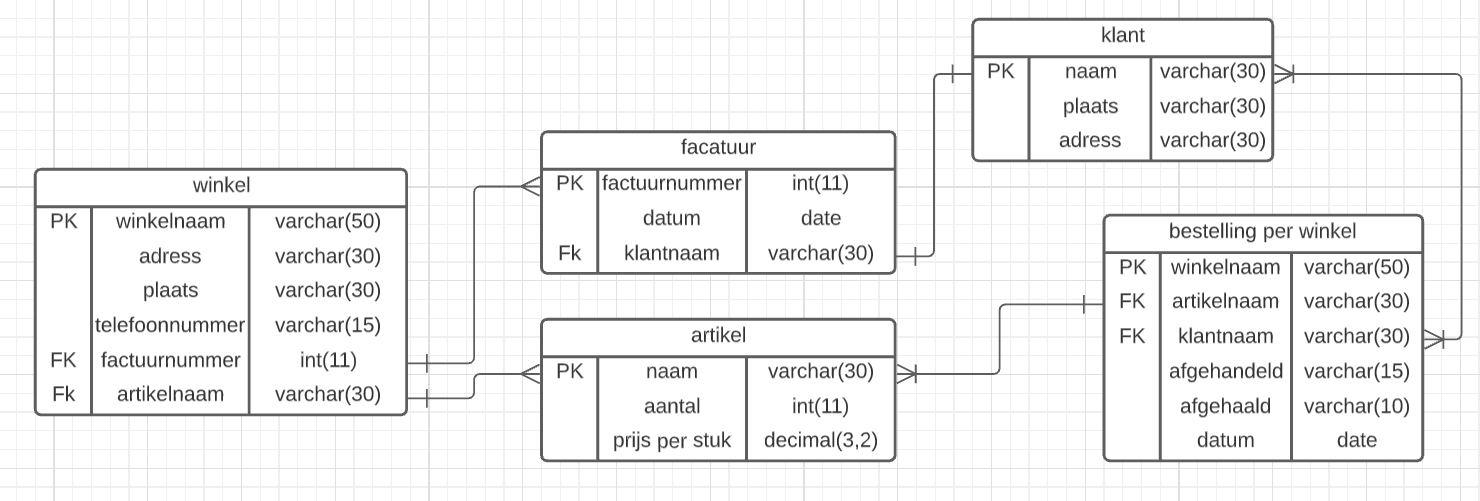 klant
PK naam varchar(30)
plaats varchar(30)
adress varchar(30)
facatuur
PK factuurnummer int(11)
datum date
Fk klantnaam varchar(30)
winkel
PK winkelnaam varchar(50)
adress varchar(30)
plaats varchar(30)
telefoonnummer varchar(15)
FK factuurnummer int(11)
Fk artikelnaam varchar(30)
artikel
PK naam varchar(30)
aantal int(11)
prijs per stuk decimal(3,2)
bestelling per winkel
PK winkelnaam varchar(50)
FK artikelnaam varchar(30)
FK klantnaam varchar(30)
afgehandeld varchar(15)
afgehaald varchar(10)
datum date